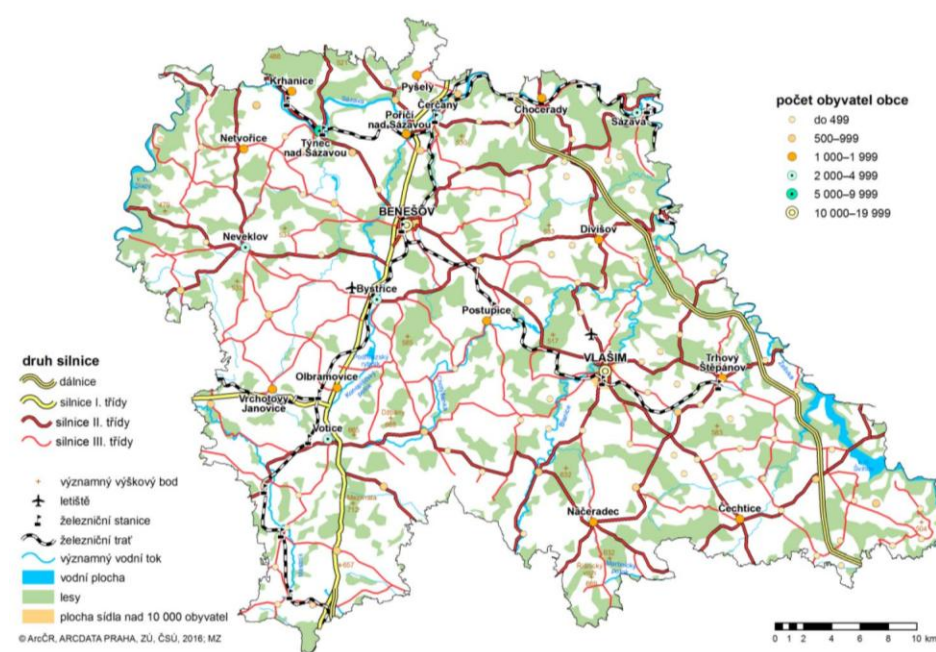 Krhanice
Pyšely
Čerčany
Chocerady
Poříčí
nad Sázavou
Sázava
Týnec
nad Sázavou
Netvořice
BENEŠOV
Divišov
Neveklov
Bystřice
Postupice
VLAŠIM
Trhový
Štěpánov
Olbramovice
Vrchotovy
Janovice
Votice
Načeradec
Čechtice
počet obyvatel obce
do 499
500–999
1 000–1 999
2 000–4 999
5 000–9 999
10 000–19 999
druh silnice
dálnice
silnice I. třídy
silnice II. třídy
silnice III. třídy
významný výškový bod
letiště
železniční stanice
železniční trať
významný vodní tok
vodní plocha
lesy
plocha sídla nad 10 000 obyvatel
© ArcČR, ARCDATA PRAHA, ZÚ, ČSÚ, 2016; MZ
0 1 2 4 6 8 10
km